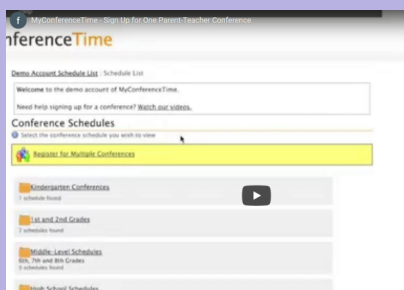 f MyConferenceTime - Sign Up for One Parent-Teacher Conference
nferenceTime
Demo Account Schedule List : Schedule List
Welcome to the demo account of MyConferenceTime.
Need help signing up for a conference? Watch our videos.
Conference Schedules
Select the conference schedule you wish to view
Register for Multiple Conferences
Kindergarten Conferences
1 schedule found
1st and 2nd Grades
2 schedules found
Middle-Level Schedules
6th, 7th and 8th Grades
schedules found
High School Schedules